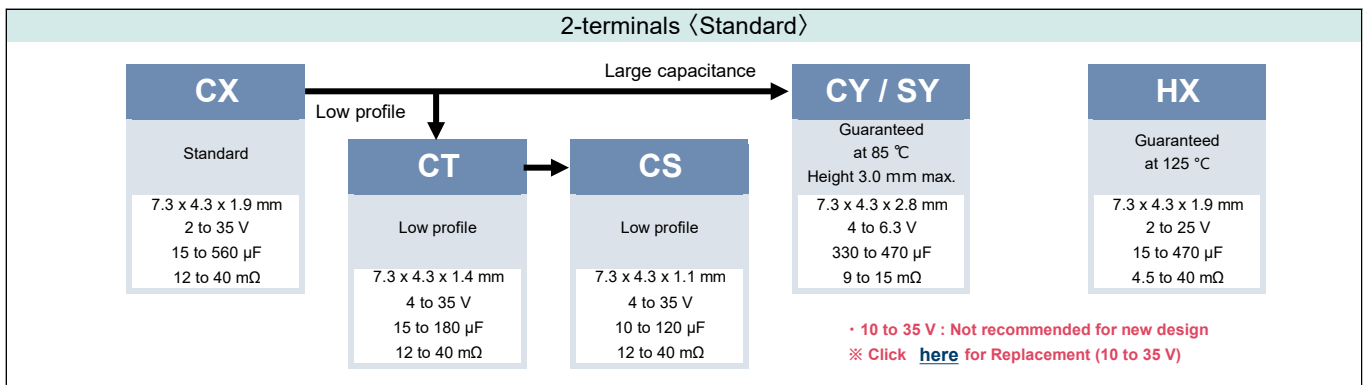 2-terminals〈Standard〉
CX
Standard
7.3 x 4.3 x 1.9 mm
2 to 35 V
15 to 560 µF
12 to 40 mΩ
Low profile
Large capacitance
CT
Low profile
7.3 x 4.3 x 1.4 mm
4 to 35 V
15 to 180 µF
12 to 40 mΩ
CS
Low profile
7.3 x 4.3 x 1.1 mm
4 to 35 V
10 to 120 µF
12 to 40 mΩ
CY / SY
Guaranteed
at 85 ℃
Height 3.0 mm max.
7.3 x 4.3 x 2.8 mm
4 to 6.3 V
330 to 470 µF
9 to 15 mΩ
HX
Guaranteed
at 125 °C
7.3 x 4.3 x 1.9 mm
2 to 25 V
15 to 470 µF
4.5 to 40 mΩ
・10 to 35 V : Not recommended for new design
※ Click here for Replacement (10 to 35 V)